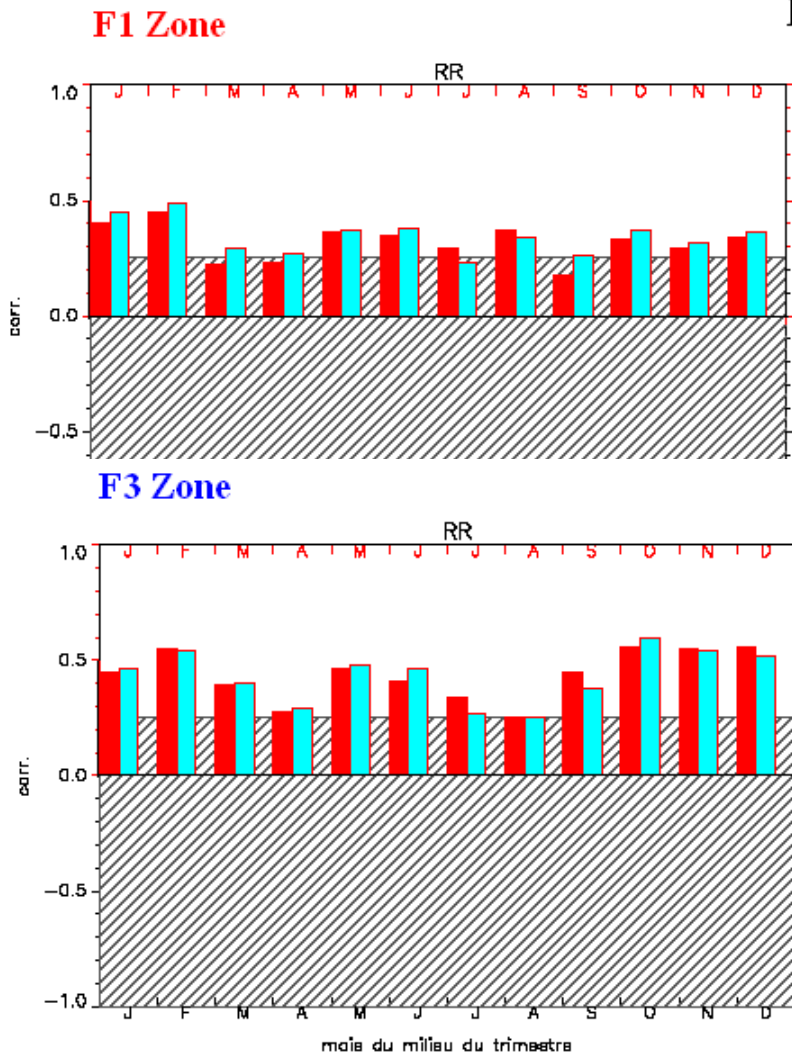 F1 Zone
RR
1.0
J F M A M J J A S O N D
0.5
0.0
corr.
−0.5
F3 Zone
RR
1.0
J F M A M J J A S O N D
0.5
0.0
corr.
−0.5
−1.0
J F M A M J J A S O N D
mois du milieu du trimestre